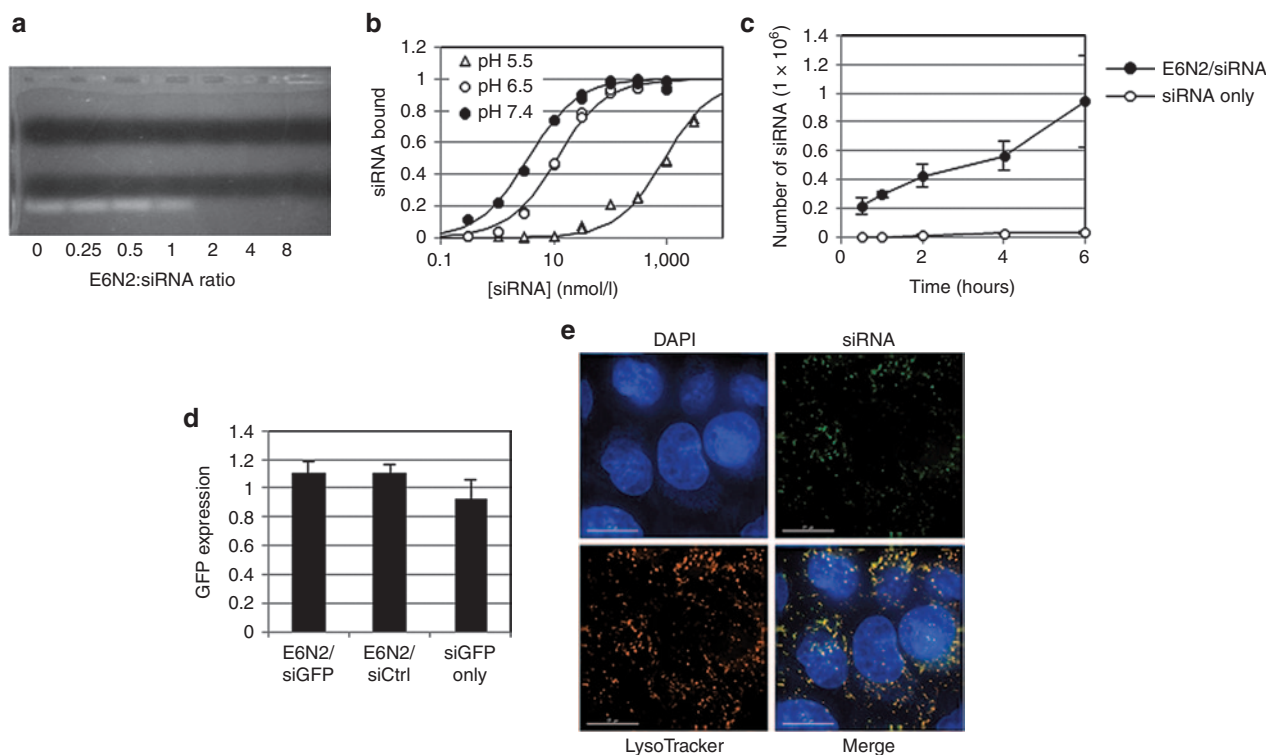 a
0 0.25 0.5 1 2 4 8
E6N2:siRNA ratio
b
siRNA bound
1.2
1
0.8
0.6
0.4
0.2
0
pH 5.5
pH 6.5
pH 7.4
0.1 10 1,000
[siRNA] (nmol/l)
c
Number of siRNA (1 × 10⁶)
1.4
1.2
1
0.8
0.6
0.4
0.2
0
0 2 4 6
Time (hours)
E6N2/siRNA
siRNA only
d
GFP expression
1.4
1.2
1
0.8
0.6
0.4
0.2
0
E6N2/
siGFP
E6N2/
siCtrl
siGFP
only
e
DAPI siRNA
LysoTracker Merge